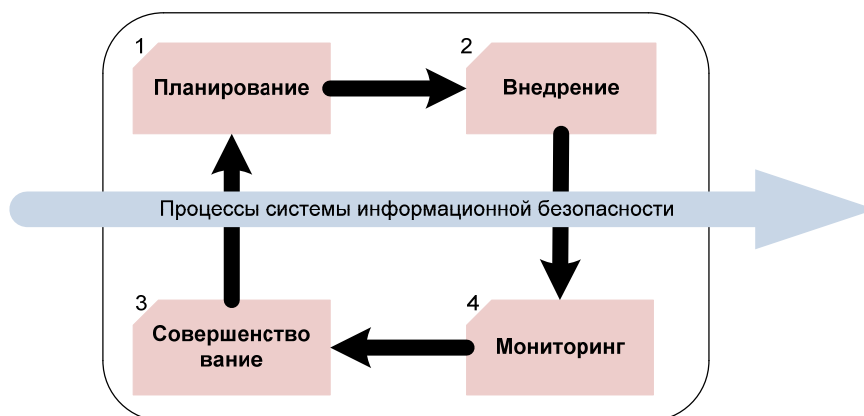 1
Планирование
2
Внедрение
Процессы системы информационной безопасности
3
Совершенство
вание
4
Мониторинг